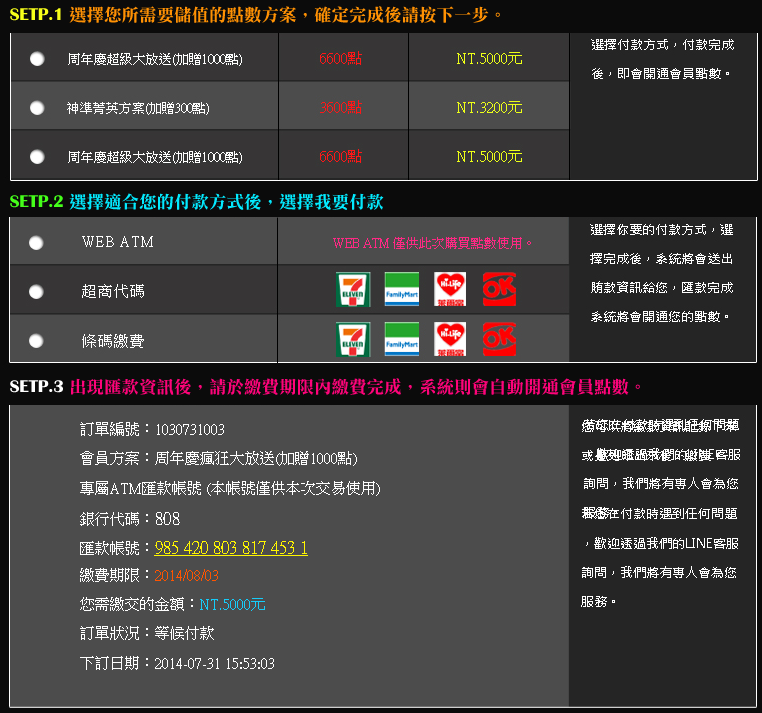 SETP.1 選擇您所需要儲值的點數方案，確定完成後請按下一步。
周年慶超級大放送(加贈1000點) 6600點 NT.5000元
神準菁英方案(加贈300點) 3600點 NT.3200元
周年慶超級大放送(加贈1000點) 6600點 NT.5000元
選擇付款方式，付款完成
後，即會開通會員點數。
SETP.2 選擇適合您的付款方式後，選擇我要付款
WEB ATM WEB ATM 僅供此次購買點數使用。
超商代碼 7 ELEVEN FamilyMart Hi-Life 萊爾富 OK
條碼繳費 7 ELEVEN FamilyMart Hi-Life 萊爾富 OK
選擇你要的付款方式，選
擇完成後，系統將會送出
賄款資訊給您，匯款完成
系統將會開通您的點數。
SETP.3 出現匯款資訊後，請於繳費期限內繳費完成，系統則會自動開通會員點數。
訂單編號：1030731003
會員方案：周年慶瘋狂大放送(加贈1000點)
專屬ATM匯款帳號 (本帳號僅供本次交易使用)
銀行代碼：808
匯款帳號：985 420 803 817 453 1
繳費期限：2014/08/03
您需繳交的金額：NT.5000元
訂單狀況：等候付款
下訂日期：2014-07-31 15:53:03
詢問，我們將有專人會為您
在付款時遇到任何問題
，歡迎透過我們的LINE客服
詢問，我們將有專人會為您
服務。